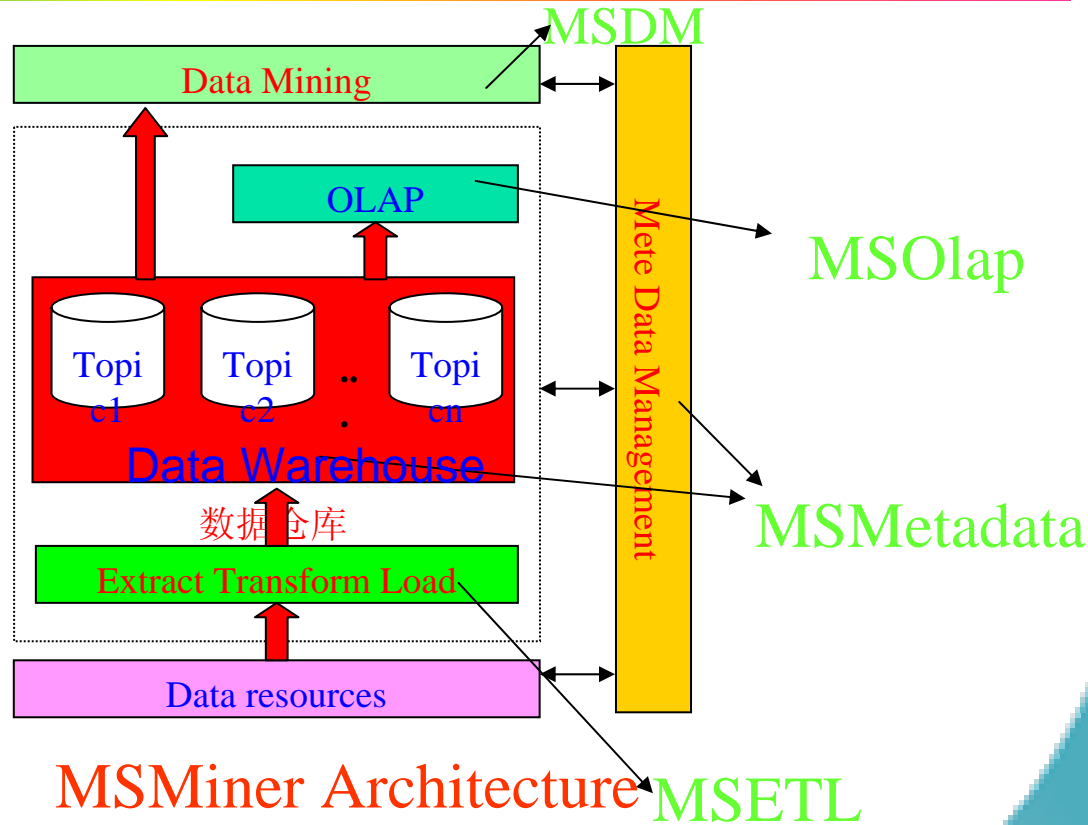 MSDM
Data Mining
OLAP
MSOlap
Mete Data Management
Topi
c1
Topi
c2
..
.
Topi
cn
Data Warehouse
数据仓库
MSMetadata
Extract Transform Load
Data resources
MSMiner Architecture
MSETL